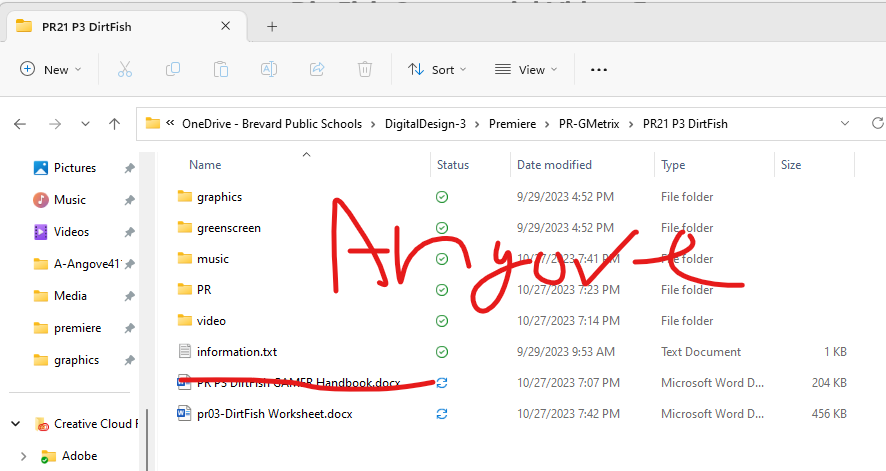 PR21 P3 DirtFish
New Sort View
« OneDrive - Brevard Public Schools > DigitalDesign-3 > Premiere > PR-GMetrix > PR21 P3 DirtFish
Name Status Date modified Type Size
Pictures
Music
Videos
A-Angove41
Media
premiere
graphics
Creative Cloud F
Adobe
graphics 9/29/2023 4:52 PM File folder
greenscreen 9/29/2023 4:52 PM File folder
music 10/27/2023 7:41 PM File folder
PR 10/27/2023 7:23 PM File folder
video 10/27/2023 7:14 PM File folder
information.txt 9/29/2023 9:53 AM Text Document 1 KB
PR P3 DirtFish GAMER Handbook.docx 10/27/2023 7:07 PM Microsoft Word D... 204 KB
pr03-DirtFish Worksheet.docx 10/27/2023 7:42 PM Microsoft Word D... 456 KB
Angove